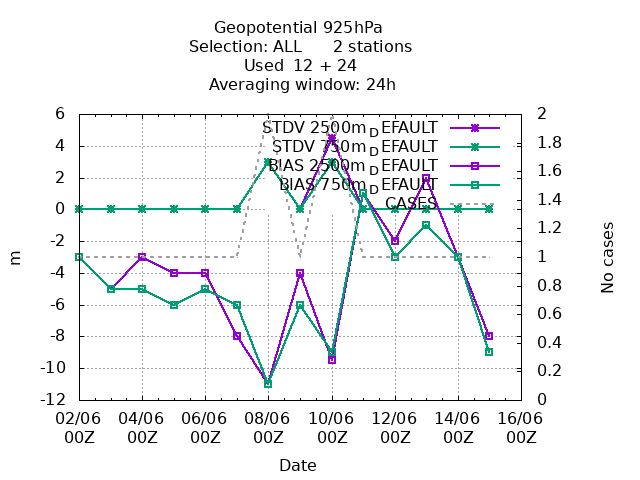 Geopotential 925hPa
Selection: ALL 2 stations
Used 12 + 24
Averaging window: 24h
STDV 2500m_DEFAULT
STDV 750m_DEFAULT
BIAS 2500m_DEFAULT
BIAS 750m_DEFAULT
CASES
6
4
2
0
-2
-4
-6
-8
-10
-12
m
2
1.8
1.6
1.4
1.2
1
0.8
0.6
0.4
0.2
0
No cases
02/06 04/06 06/06 08/06 10/06 12/06 14/06 16/06
00Z 00Z 00Z 00Z 00Z 00Z 00Z 00Z
Date